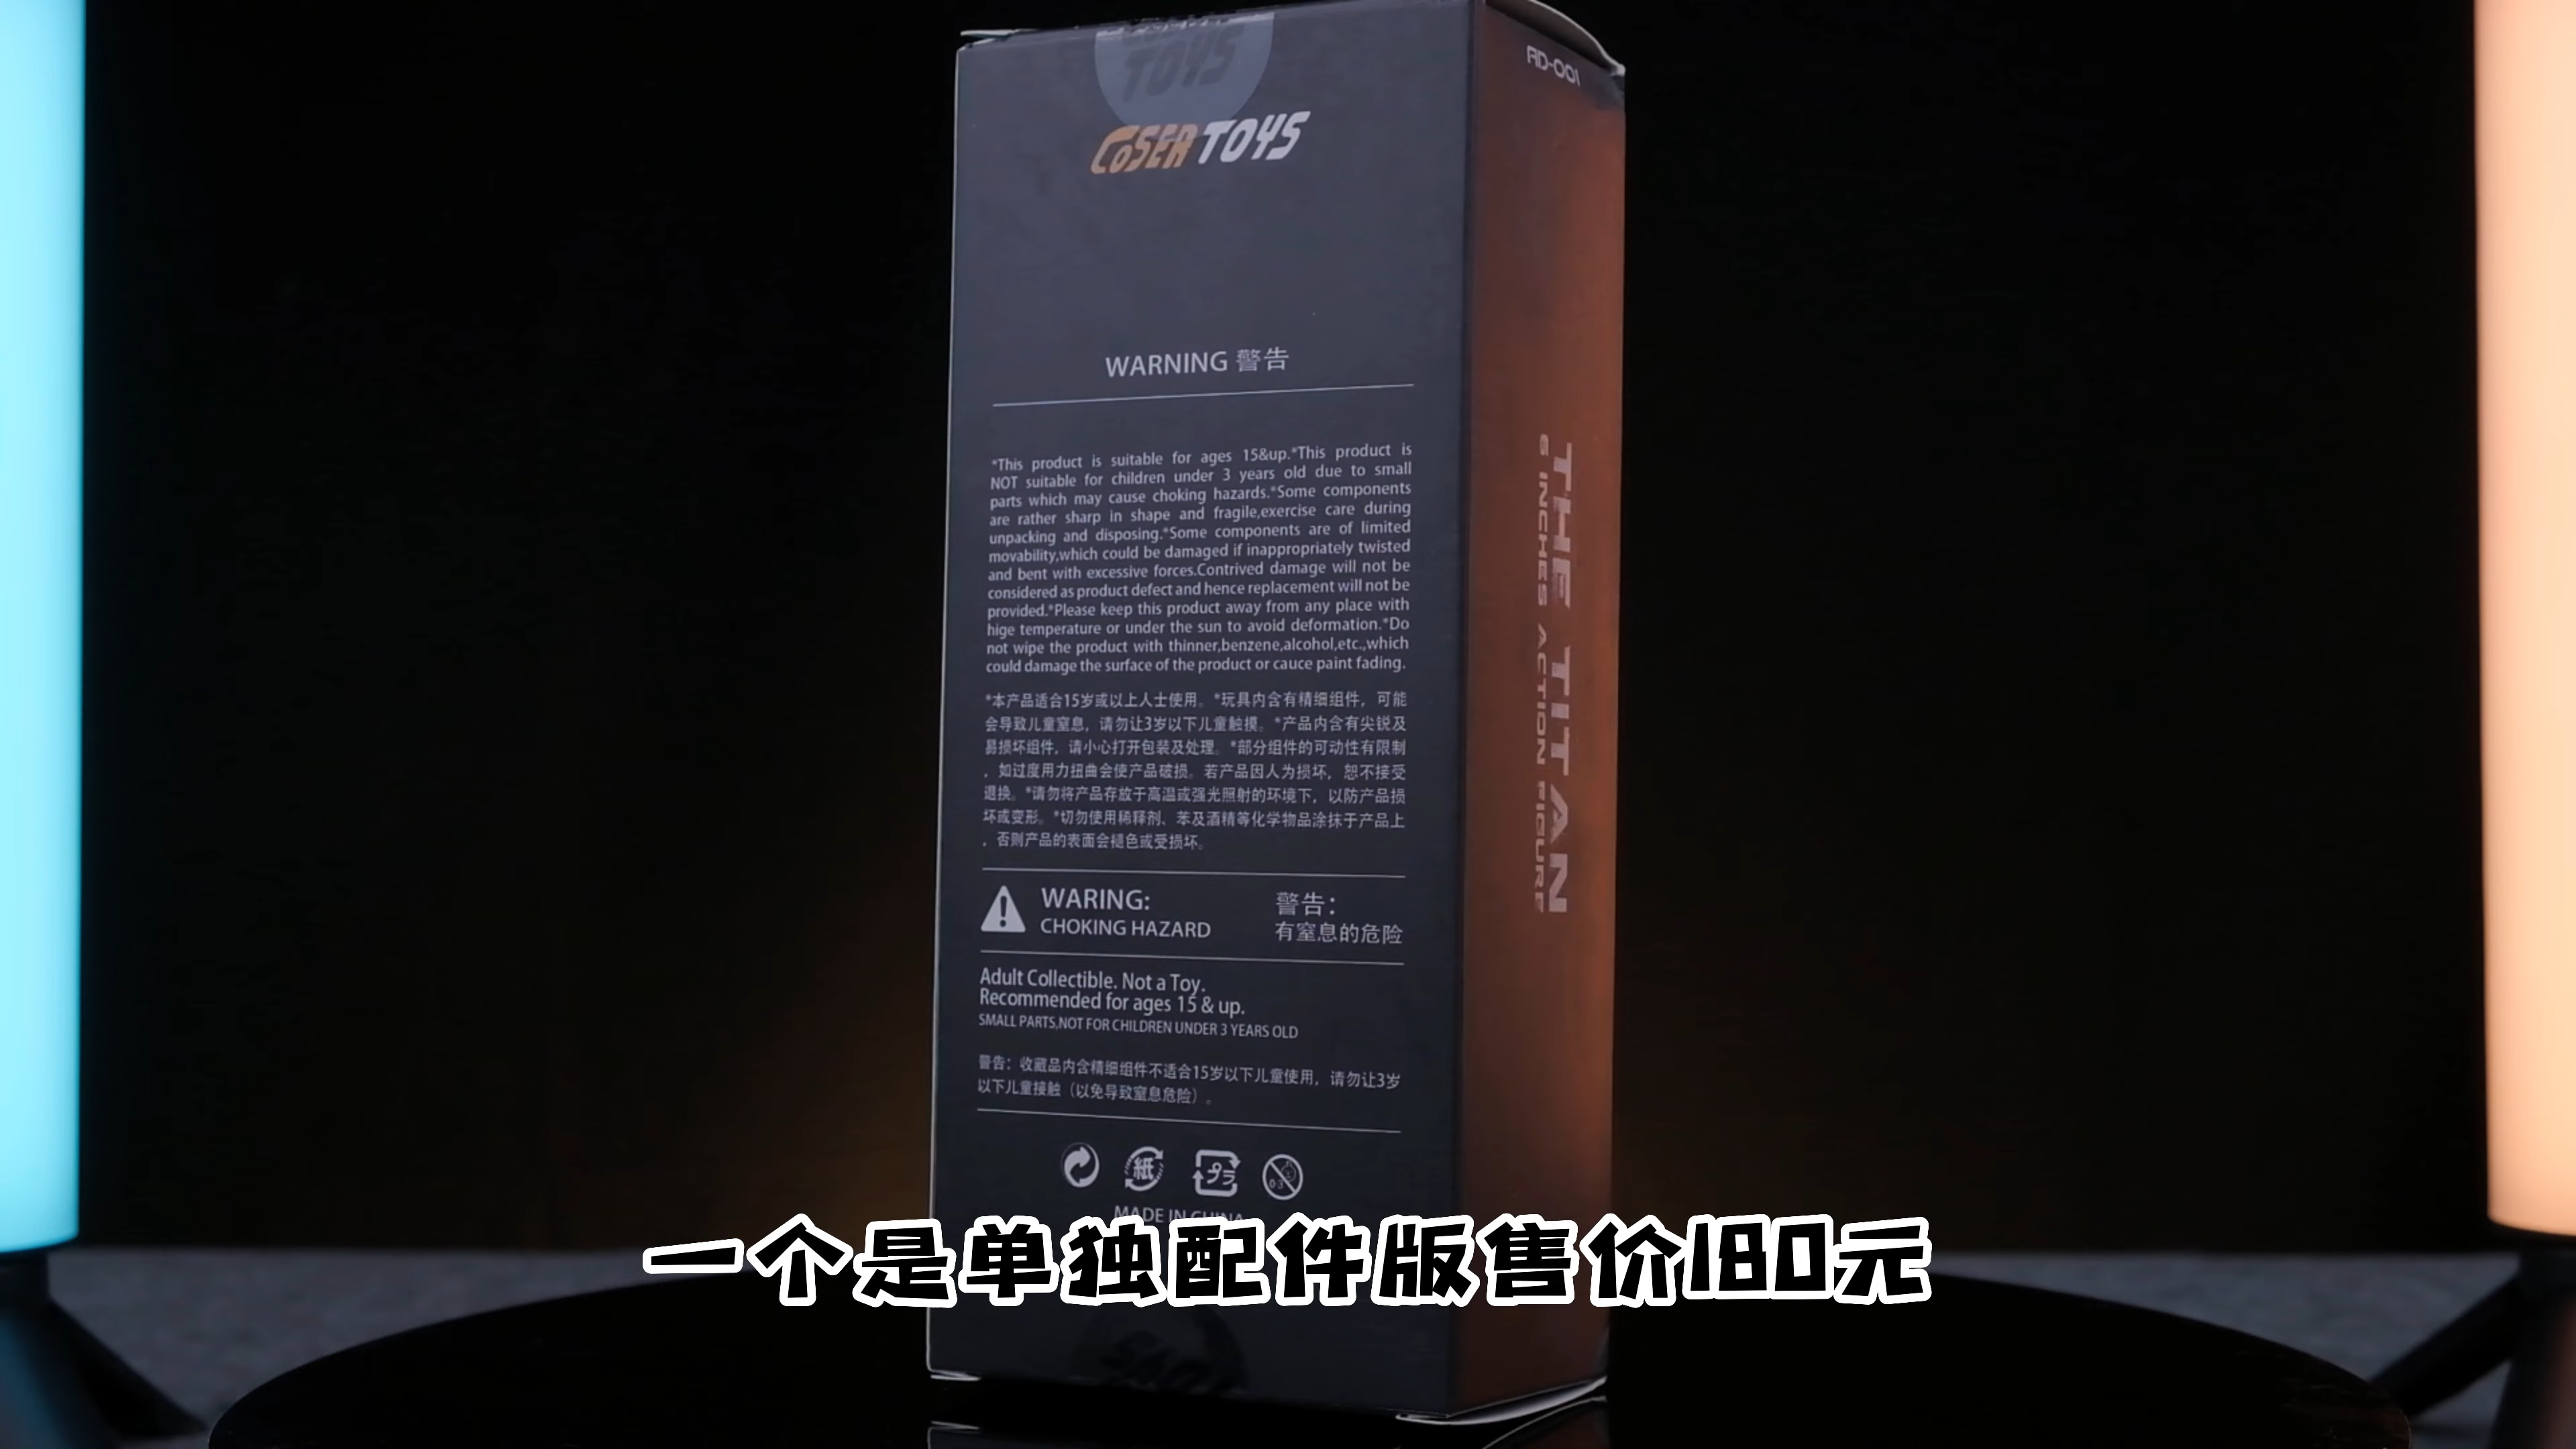 TOYS
COSER TOYS
AD-001
WARNING 警告
*This product is suitable for ages 15&up.*This product is
NOT suitable for children under 3 years old due to small
parts which may cause choking hazards.*Some components
are rather sharp in shape and fragile,exercise care during
unpacking and disposing.*Some components are of limited
movability,which could be damaged if inappropriately twisted
and bent with excessive forces.Contrived damage will not be
considered as product defect and hence replacement will not be
provided.*Please keep this product away from any place with
hige temperature or under the sun to avoid deformation.*Do
not wipe the product with thinner,benzene,alcohol,etc.,which
could damage the surface of the product or cauce paint fading.
*本产品适合15岁或以上人士使用。*玩具内含有精细组件，可能
会导致儿童窒息，请勿让3岁以下儿童触摸。*产品内含有尖锐及
易损坏组件，请小心打开包装及处理。*部分组件的可动性有限制
，如过度用力扭曲会使产品破损。若产品因人为损坏，恕不接受
退换。*请勿将产品存放于高温或强光照射的环境下，以防产品损
坏或变形。*切勿使用稀释剂、苯及酒精等化学物品涂抹于产品上
，否则产品的表面会褪色或受损坏。
WARING:
CHOKING HAZARD
警告：
有窒息的危险
Adult Collectible. Not a Toy.
Recommended for ages 15 & up.
SMALL PARTS,NOT FOR CHILDREN UNDER 3 YEARS OLD
警告：收藏品内含精细组件不适合15岁以下儿童使用，请勿让3岁
以下儿童接触（以免导致窒息危险）。
紙
プラ
0-3
MADE IN CHINA
THE TITAN
6 INCHES ACTION FIGURE
一个是单独配件版售价180元
TOYS